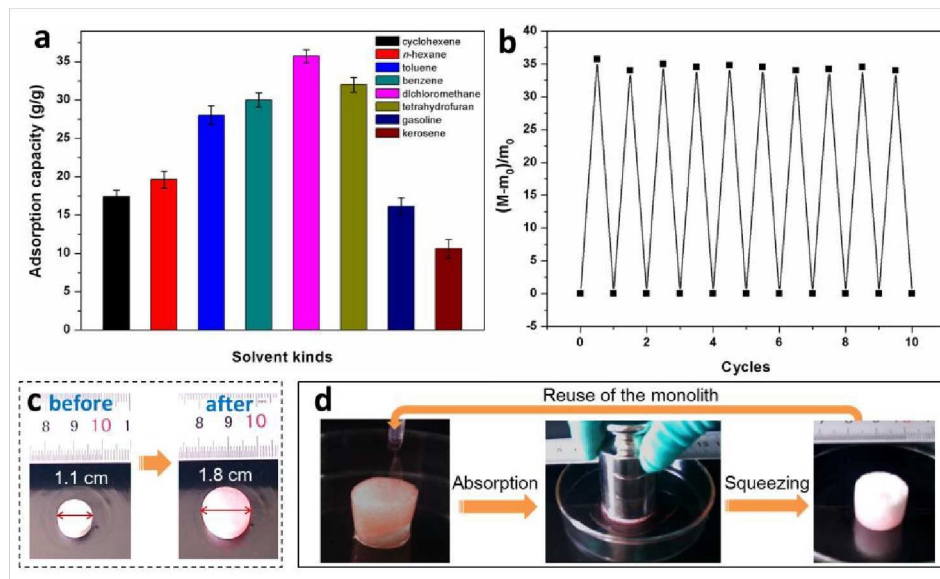 a
Adsorption capacity (g/g)
35
30
25
20
15
10
5
0
cyclohexene
n-hexane
toluene
benzene
dichloromethane
tetrahydrofuran
gasoline
kerosene
Solvent kinds
b
(M-m0)/m0
40
35
30
25
20
15
10
5
0
-5
0 2 4 6 8 10
Cycles
c
before
after
8 9 10 1
8 9 10
1.1 cm
1.8 cm
d
Reuse of the monolith
Absorption
Squeezing